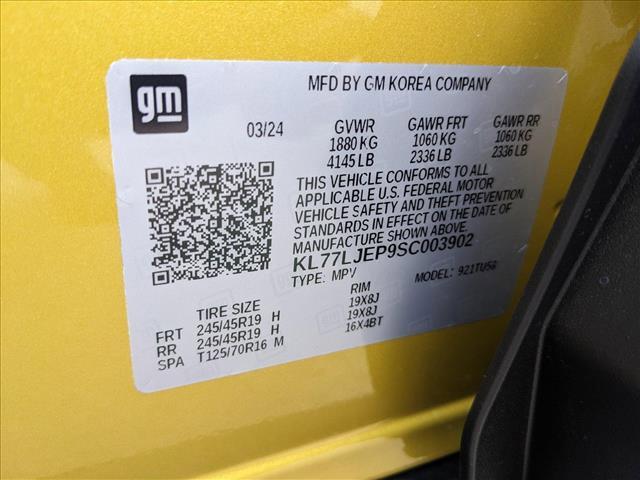 gm
MFD BY GM KOREA COMPANY
03/24 GVWR GAWR FRT GAWR RR
1880 KG 1060 KG 1060 KG
4145 LB 2336 LB 2336 LB
THIS VEHICLE CONFORMS TO ALL
APPLICABLE U.S. FEDERAL MOTOR
VEHICLE SAFETY AND THEFT PREVENTION
STANDARDS IN EFFECT ON THE DATE OF
MANUFACTURE SHOWN ABOVE.
KL77LJEP9SC003902
TYPE: MPV MODEL: 921TU56
TIRE SIZE RIM
FRT 245/45R19 H 19X8J
RR 245/45R19 H 19X8J
SPA T125/70R16 M 16X4BT